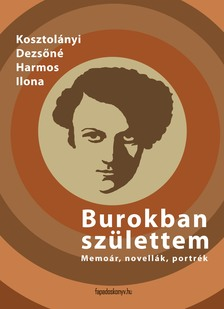 Kosztolányi
Dezsőné
Harmos
Ilona
Burokban
születtem
Memoár, novellák, portrék
fapadoskonyv.hu